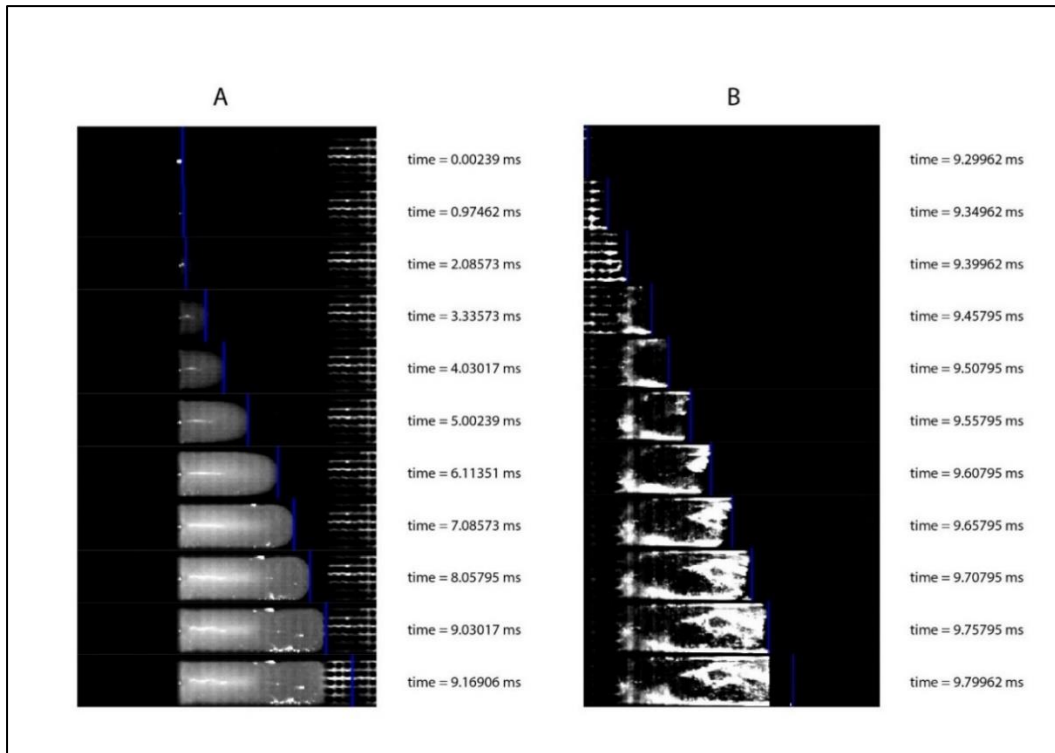 A
time = 0.00239 ms
time = 0.97462 ms
time = 2.08573 ms
time = 3.33573 ms
time = 4.03017 ms
time = 5.00239 ms
time = 6.11351 ms
time = 7.08573 ms
time = 8.05795 ms
time = 9.03017 ms
time = 9.16906 ms
B
time = 9.29962 ms
time = 9.34962 ms
time = 9.39962 ms
time = 9.45795 ms
time = 9.50795 ms
time = 9.55795 ms
time = 9.60795 ms
time = 9.65795 ms
time = 9.70795 ms
time = 9.75795 ms
time = 9.79962 ms